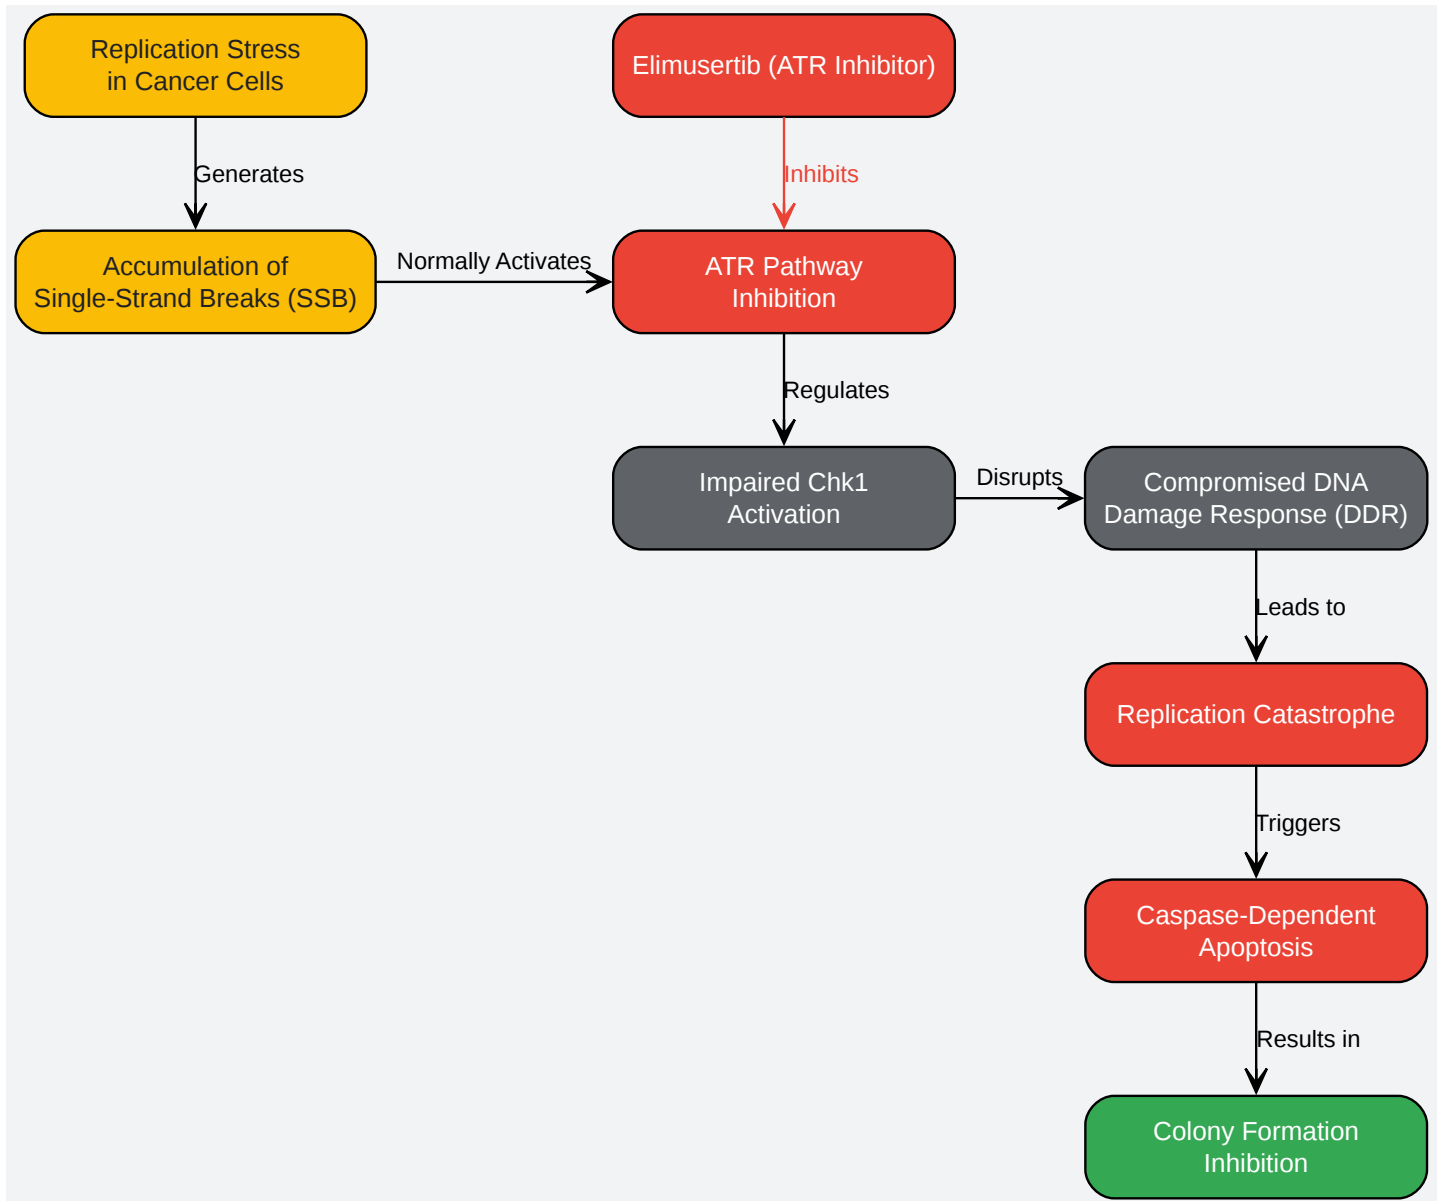 Replication Stress
in Cancer Cells
Elimusertib (ATR Inhibitor)
Generates
Inhibits
Accumulation of
Single-Strand Breaks (SSB)
Normally Activates
ATR Pathway
Inhibition
Regulates
Impaired Chk1
Activation
Disrupts
Compromised DNA
Damage Response (DDR)
Leads to
Replication Catastrophe
Triggers
Caspase-Dependent
Apoptosis
Results in
Colony Formation
Inhibition